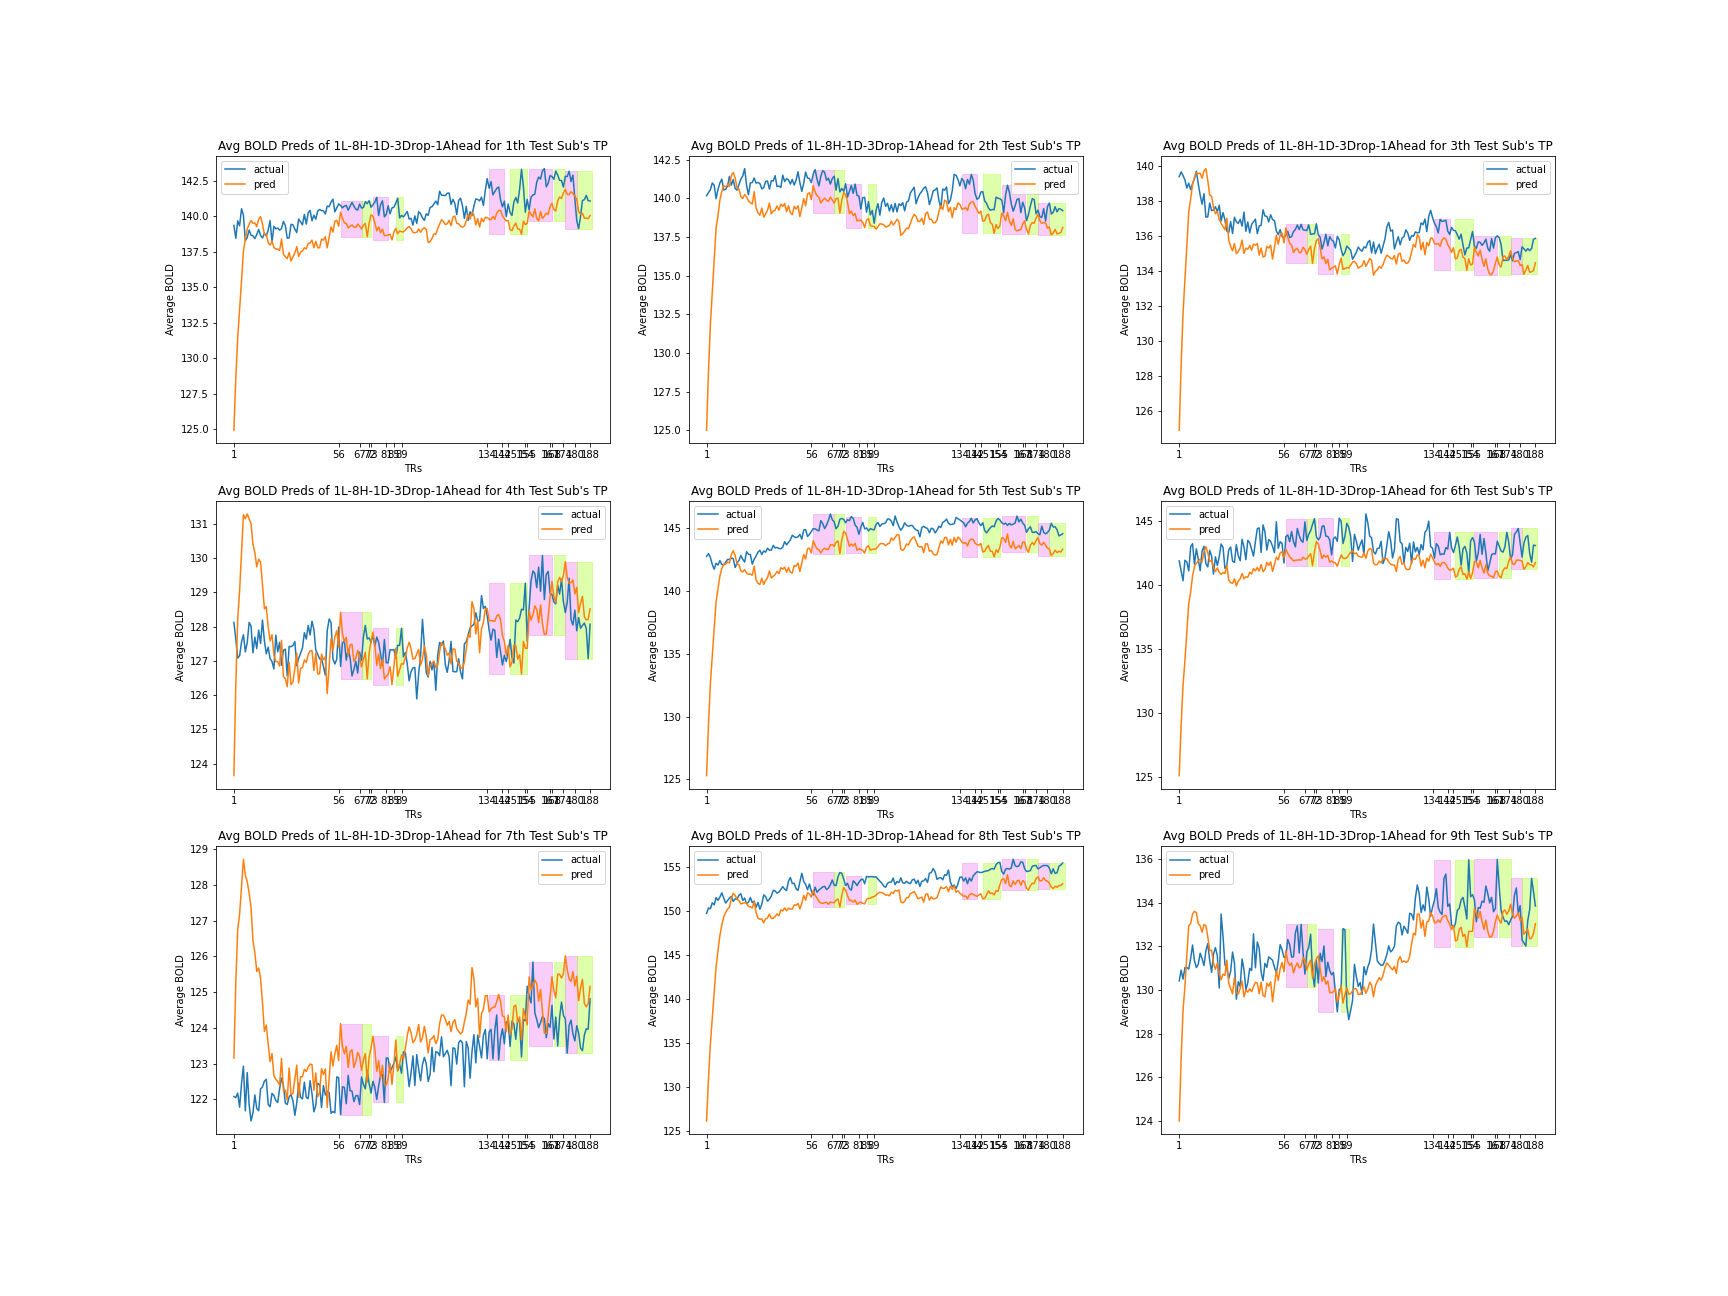 Avg BOLD Preds of 1L-8H-1D-3Drop-1Ahead for 1th Test Sub's TP
Avg BOLD Preds of 1L-8H-1D-3Drop-1Ahead for 2th Test Sub's TP
Avg BOLD Preds of 1L-8H-1D-3Drop-1Ahead for 3th Test Sub's TP
actual
pred
142.5
140.0
137.5
135.0
132.5
130.0
127.5
125.0
Average BOLD
1
56
134
188
TRs
actual
pred
142.5
140.0
137.5
135.0
132.5
130.0
127.5
125.0
Average BOLD
1
56
134
188
TRs
actual
pred
140
138
136
134
132
130
128
126
Average BOLD
1
56
134
188
TRs
Avg BOLD Preds of 1L-8H-1D-3Drop-1Ahead for 4th Test Sub's TP
Avg BOLD Preds of 1L-8H-1D-3Drop-1Ahead for 5th Test Sub's TP
Avg BOLD Preds of 1L-8H-1D-3Drop-1Ahead for 6th Test Sub's TP
actual
pred
131
130
129
128
127
126
125
124
Average BOLD
1
56
134
188
TRs
actual
pred
145
140
135
130
125
Average BOLD
1
56
134
188
TRs
actual
pred
145
140
135
130
125
Average BOLD
1
56
134
188
TRs
Avg BOLD Preds of 1L-8H-1D-3Drop-1Ahead for 7th Test Sub's TP
Avg BOLD Preds of 1L-8H-1D-3Drop-1Ahead for 8th Test Sub's TP
Avg BOLD Preds of 1L-8H-1D-3Drop-1Ahead for 9th Test Sub's TP
actual
pred
129
128
127
126
125
124
123
122
Average BOLD
1
56
134
188
TRs
actual
pred
155
150
145
140
135
130
125
Average BOLD
1
56
134
188
TRs
actual
pred
136
134
132
130
128
126
124
Average BOLD
1
56
134
188
TRs